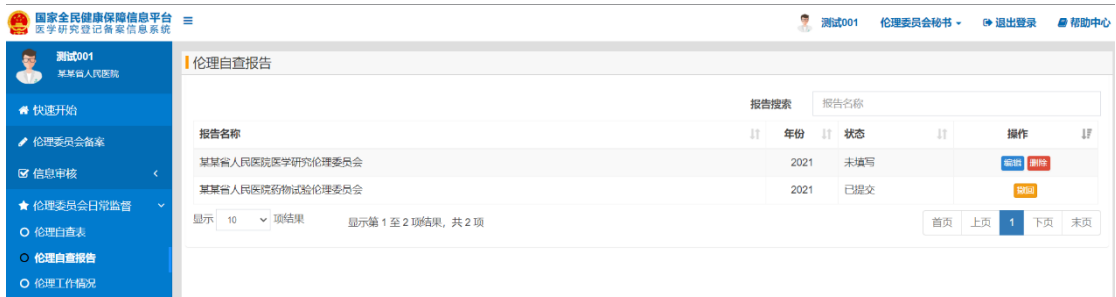 国家全民健康保障信息平台
医学研究登记备案信息系统
测试001 伦理委员会秘书 退出登录 帮助中心
测试001
某某省人民医院
快速开始
伦理委员会备案
信息审核
伦理委员会日常监督
伦理自查表
伦理自查报告
伦理工作情况
伦理自查报告
报告搜索 报告名称
报告名称 年份 状态 操作
某某省人民医院医学研究伦理委员会 2021 未填写 编辑 删除
某某省人民医院药物试验伦理委员会 2021 已提交 撤回
显示 10 项结果 显示第 1 至 2 项结果，共 2 项
首页 上页 1 下页 末页